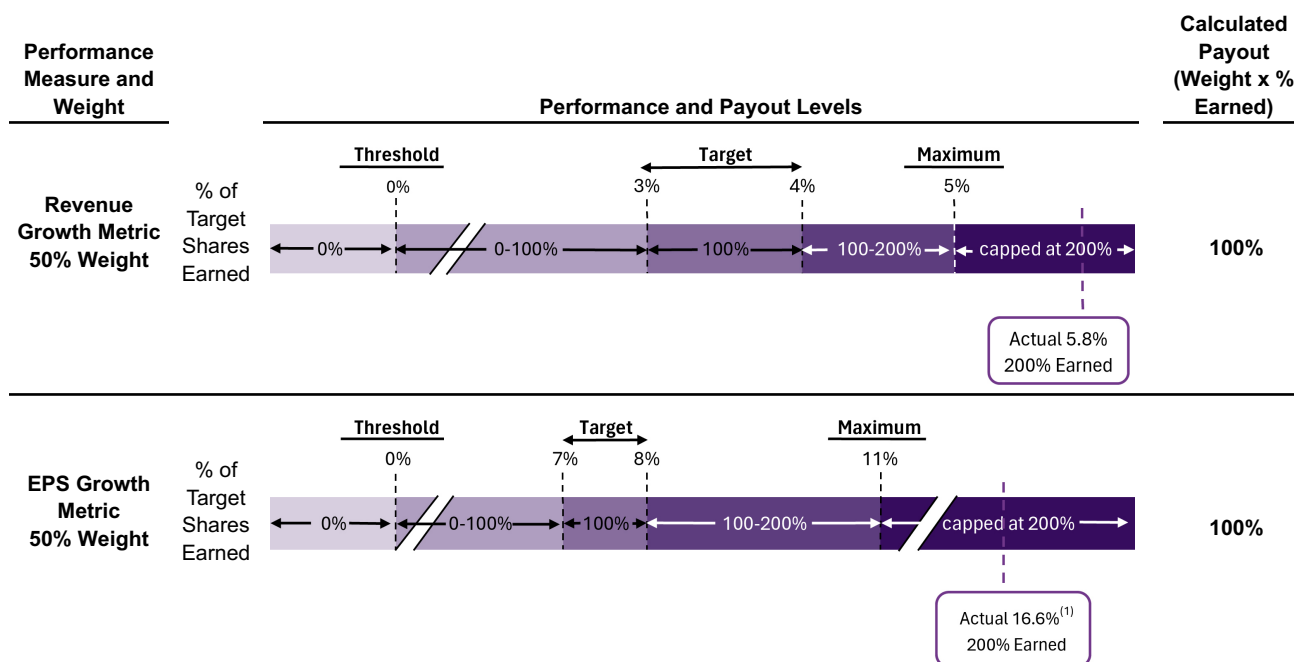 Performance
Measure and
Weight
Performance and Payout Levels
Calculated
Payout
(Weight x %
Earned)
Revenue
Growth Metric
50% Weight
% of
Target
Shares
Earned
Threshold
0%
Target
3%
4%
Maximum
5%
0%
0-100%
100%
100-200%
capped at 200%
100%
Actual 5.8%
200% Earned
EPS Growth
Metric
50% Weight
% of
Target
Shares
Earned
Threshold
0%
Target
7%
8%
Maximum
11%
0%
0-100%
100%
100-200%
capped at 200%
100%
Actual 16.6%(1)
200% Earned